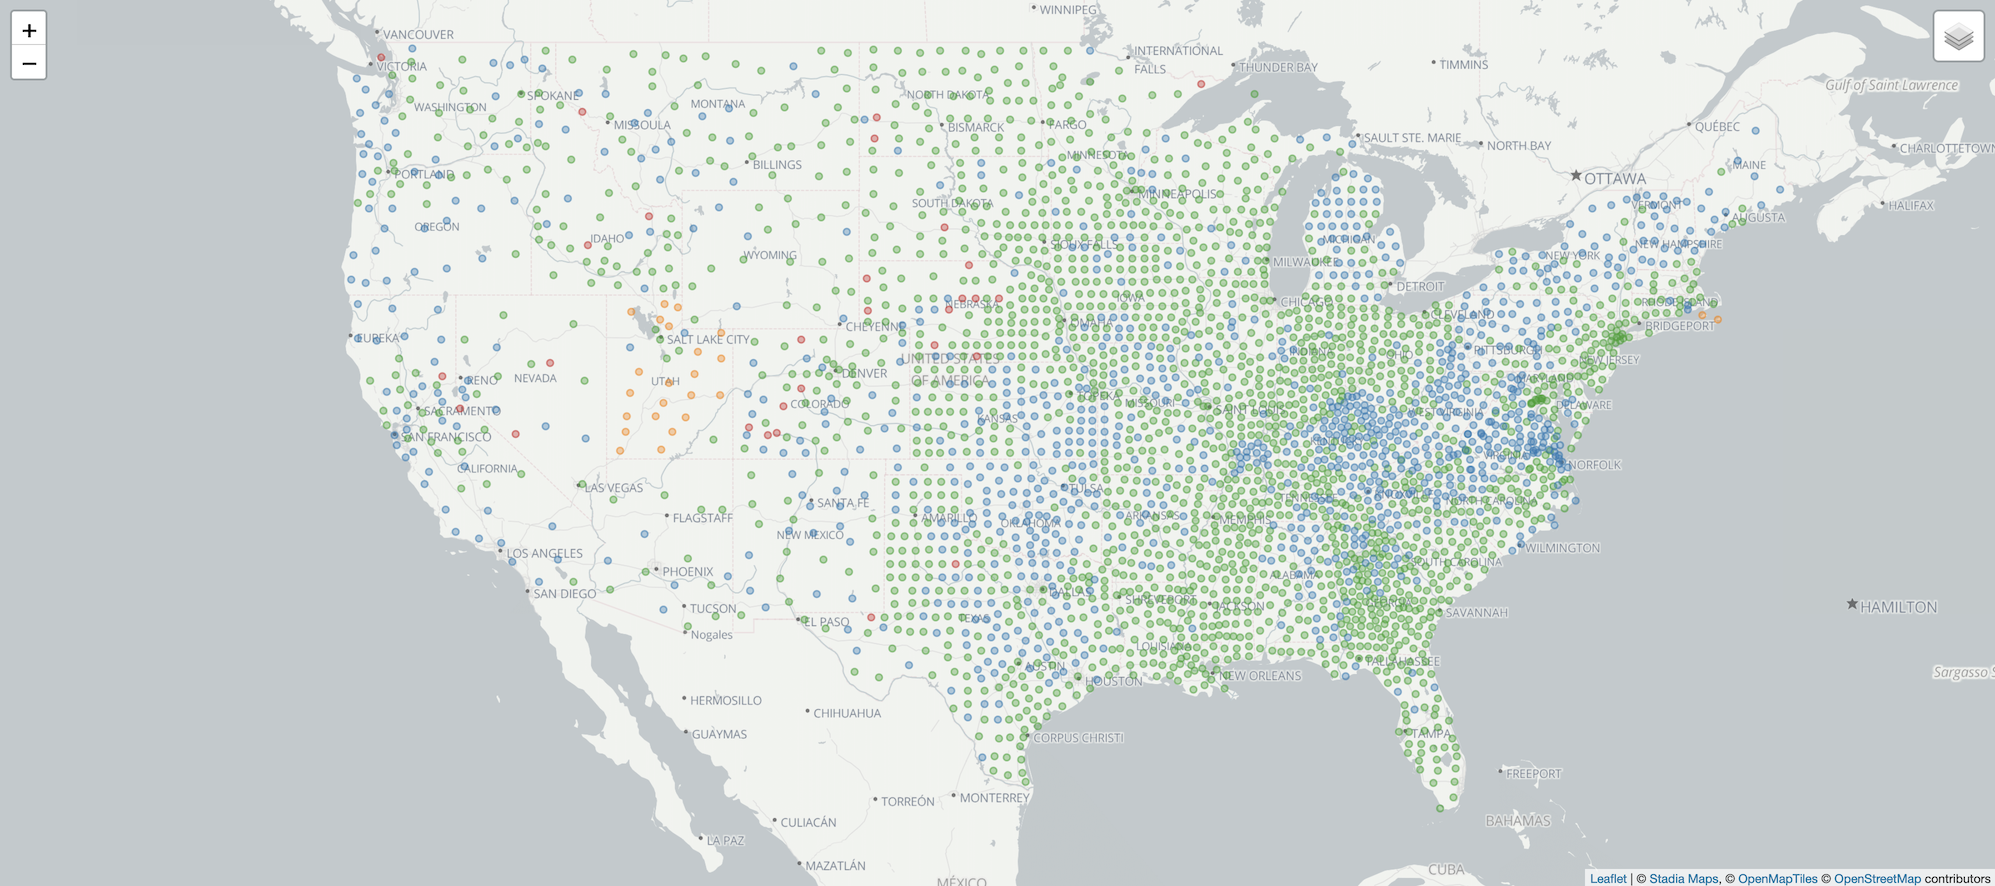 +
−
WINNIPEG
VANCOUVER
VICTORIA
INTERNATIONAL
FALLS
THUNDER BAY
TIMMINS
Gulf of Saint Lawrence
SPOKANE
WASHINGTON
MONTANA
NORTH DAKOTA
MISSOULA
BISMARCK
FARGO
SAULT STE. MARIE
NORTH BAY
QUÉBEC
CHARLOTTETOWN
MINNESOTA
BILLINGS
MAINE
PORTLAND
OTTAWA
MINNEAPOLIS
SOUTH DAKOTA
VERMONT
HALIFAX
AUGUSTA
OREGON
IDAHO
SIOUX FALLS
MICHIGAN
NEW HAMPSHIRE
WYOMING
MILWAUKEE
NEW YORK
DETROIT
NEBRASKA
IOWA
CHICAGO
RHODE ISLAND
CLEVELAND
EUREKA
CHEYENNE
OMAHA
BRIDGEPORT
SALT LAKE CITY
UNITED STATES
OF AMERICA
INDIANA
OHIO
PITTSBURGH
NEW JERSEY
DENVER
RENO
NEVADA
UTAH
MARYLAND
COLORADO
TOPEKA
MISSOURI
SAINT LOUIS
SACRAMENTO
KANSAS
WEST VIRGINIA
DELAWARE
SAN FRANCISCO
KENTUCKY
VIRGINIA
NORFOLK
CALIFORNIA
LAS VEGAS
TULSA
SANTA FE
TENNESSEE
KNOXVILLE
NORTH CAROLINA
FLAGSTAFF
AMARILLO
OKLAHOMA
ARKANSAS
MEMPHIS
NEW MEXICO
LOS ANGELES
WILMINGTON
PHOENIX
ALABAMA
SOUTH CAROLINA
SAN DIEGO
DALLAS
SHREVEPORT
JACKSON
GEORGIA
TUCSON
SAVANNAH
HAMILTON
EL PASO
TEXAS
Nogales
LOUISIANA
AUSTIN
TALLAHASSEE
HOUSTON
NEW ORLEANS
Sargasso S
HERMOSILLO
CHIHUAHUA
GUAYMAS
CORPUS CHRISTI
TAMPA
FREEPORT
TORREÓN
MONTERREY
CULIACÁN
BAHAMAS
LA PAZ
MAZATLÁN
MÉXICO
CUBA
Leaflet | © Stadia Maps, © OpenMapTiles © OpenStreetMap contributors